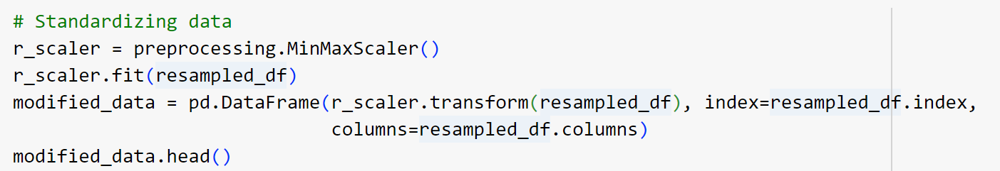 # Standardizing data
r_scaler = preprocessing.MinMaxScaler()
r_scaler.fit(resampled_df)
modified_data = pd.DataFrame(r_scaler.transform(resampled_df), index=resampled_df.index,
                             columns=resampled_df.columns)
modified_data.head()